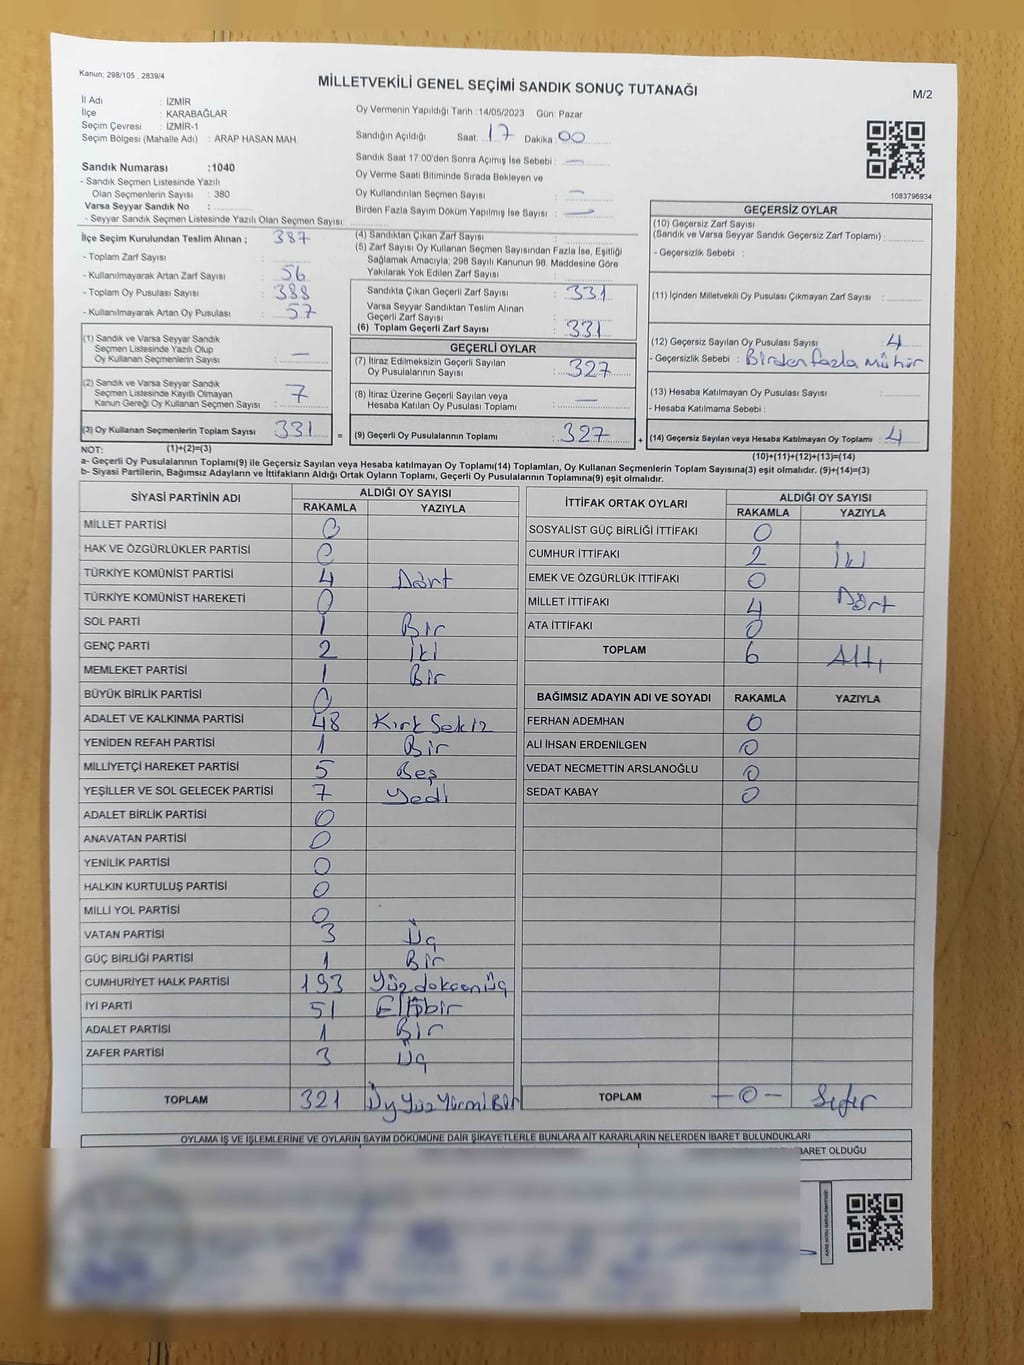 Kanun; 298/105 , 2839/4
MİLLETVEKİLİ GENEL SEÇİMİ SANDIK SONUÇ TUTANAĞI
M/2
İl Adı : İZMİR
İlçe : KARABAĞLAR
Seçim Çevresi : İZMİR-1
Seçim Bölgesi (Mahalle Adı) : ARAP HASAN MAH.
Sandık Numarası :1040
- Sandık Seçmen Listesinde Yazılı
Olan Seçmenlerin Sayısı : 380
Varsa Seyyar Sandık No :
- Seyyar Sandık Seçmen Listesinde Yazılı Olan Seçmen Sayısı:
Oy Vermenin Yapıldığı Tarih : 14/05/2023 Gün: Pazar
Sandığın Açıldığı Saat: 17 Dakika : 00
Sandık Saat 17:00'den Sonra Açımış İse Sebebi : —
Oy Verme Saati Bitiminde Sırada Bekleyen ve
Oy Kullandırılan Seçmen Sayısı : —
Birden Fazla Sayım Döküm Yapılmış İse Sayısı : —
1083796934
İlçe Seçim Kurulundan Teslim Alınan ; 387
- Toplam Zarf Sayısı :
- Kullanılmayarak Artan Zarf Sayısı : 56
- Toplam Oy Pusulası Sayısı : 388
- Kullanılmayarak Artan Oy Pusulası : 57
(1) Sandık ve Varsa Seyyar Sandık
Seçmen Listesinde Yazılı Olup
Oy Kullanan Seçmenlerin Sayısı : —
(2) Sandık ve Varsa Seyyar Sandık
Seçmen Listesinde Kayıtlı Olmayan
Kanun Gereği Oy Kullanan Seçmen Sayısı : 7
(3) Oy Kullanan Seçmenlerin Toplam Sayısı : 331
(4) Sandıktan Çıkan Zarf Sayısı :
(5) Zarf Sayısı Oy Kullanan Seçmen Sayısından Fazla İse, Eşitliği
Sağlamak Amacıyla; 298 Sayılı Kanunun 98. Maddesine Göre
Yakılarak Yok Edilen Zarf Sayısı :
Sandıkta Çıkan Geçerli Zarf Sayısı : 331
Varsa Seyyar Sandıktan Teslim Alınan
Geçerli Zarf Sayısı :
(6) Toplam Geçerli Zarf Sayısı : 331
GEÇERLİ OYLAR
(7) İtiraz Edilmeksizin Geçerli Sayılan
Oy Pusulalarının Sayısı : 327
(8) İtiraz Üzerine Geçerli Sayılan veya
Hesaba Katılan Oy Pusulası Toplamı : —
= (9) Geçerli Oy Pusulalarının Toplamı : 327
GEÇERSİZ OYLAR
(10) Geçersiz Zarf Sayısı
(Sandık ve Varsa Seyyar Sandık Geçersiz Zarf Toplamı) :
- Geçersizlik Sebebi :
(11) İçinden Milletvekili Oy Pusulası Çıkmayan Zarf Sayısı :
(12) Geçersiz Sayılan Oy Pusulası Sayısı : 4
- Geçersizlik Sebebi : Birden fazla mühür
(13) Hesaba Katılmayan Oy Pusulası Sayısı :
- Hesaba Katılmama Sebebi :
+ (14) Geçersiz Sayılan veya Hesaba Katılmayan Oy Toplamı : 4
NOT: (1)+(2)=(3) (10)+(11)+(12)+(13)=(14)
a- Geçerli Oy Pusulalarının Toplamı(9) ile Geçersiz Sayılan veya Hesaba katılmayan Oy Toplamı(14) Toplamları, Oy Kullanan Seçmenlerin Toplam Sayısına(3) eşit olmalıdır. (9)+(14)=(3)
b- Siyasi Partilerin, Bağımsız Adayların ve İttifakların Aldığı Ortak Oyların Toplamı, Geçerli Oy Pusulalarının Toplamına(9) eşit olmalıdır.
SİYASİ PARTİNİN ADI ALDIĞI OY SAYISI
RAKAMLA YAZIYLA
MİLLET PARTİSİ 0
HAK VE ÖZGÜRLÜKLER PARTİSİ 0
TÜRKİYE KOMÜNİST PARTİSİ 4 Dört
TÜRKİYE KOMÜNİST HAREKETİ 0
SOL PARTİ 1 Bir
GENÇ PARTİ 2 İki
MEMLEKET PARTİSİ 1 Bir
BÜYÜK BİRLİK PARTİSİ 0
ADALET VE KALKINMA PARTİSİ 48 Kırk Sekiz
YENİDEN REFAH PARTİSİ 1 Bir
MİLLİYETÇİ HAREKET PARTİSİ 5 Beş
YEŞİLLER VE SOL GELECEK PARTİSİ 7 Yedi
ADALET BİRLİK PARTİSİ 0
ANAVATAN PARTİSİ 0
YENİLİK PARTİSİ 0
HALKIN KURTULUŞ PARTİSİ 0
MİLLİ YOL PARTİSİ 0
VATAN PARTİSİ 3 Üç
GÜÇ BİRLİĞİ PARTİSİ 1 Bir
CUMHURİYET HALK PARTİSİ 193 Yüz doksan Üç
İYİ PARTİ 51 Ellibir
ADALET PARTİSİ 1 Bir
ZAFER PARTİSİ 3 Üç
TOPLAM 321 Üç Yüz Yirmi Bir
İTTİFAK ORTAK OYLARI ALDIĞI OY SAYISI
RAKAMLA YAZIYLA
SOSYALİST GÜÇ BİRLİĞİ İTTİFAKI 0
CUMHUR İTTİFAKI 2 İki
EMEK VE ÖZGÜRLÜK İTTİFAKI 0
MİLLET İTTİFAKI 4 Dört
ATA İTTİFAKI 0
TOPLAM 6 Altı
BAĞIMSIZ ADAYIN ADI VE SOYADI RAKAMLA YAZIYLA
FERHAN ADEMHAN 0
ALİ İHSAN ERDENİLGEN 0
VEDAT NECMETTİN ARSLANOĞLU 0
SEDAT KABAY 0
TOPLAM —0— Sıfır
OYLAMA İŞ VE İŞLEMLERİNE VE OYLARIN SAYIM DÖKÜMÜNE DAİR ŞİKAYETLERLE BUNLARA AİT KARARLARIN NELERDEN İBARET BULUNDUKLARI
BARET OLDUĞU